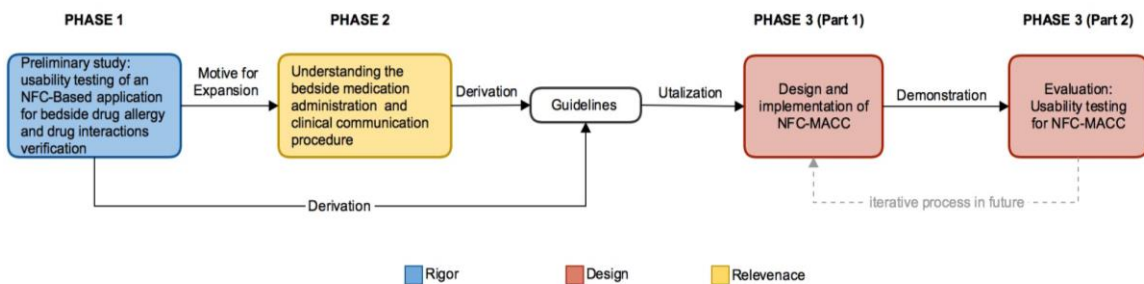 PHASE 1
PHASE 2
PHASE 3 (Part 1)
PHASE 3 (Part 2)
Preliminary study:
usability testing of an
NFC-Based application
for bedside drug allergy
and drug interactions
verification
Motive for
Expansion
Understanding the
bedside medication
administration and
clinical communication
procedure
Derivation
Guidelines
Utalization
Design and
implementation of
NFC-MACC
Demonstration
Evaluation:
Usability testing
for NFC-MACC
Derivation
iterative process in future
Rigor
Design
Relevenace